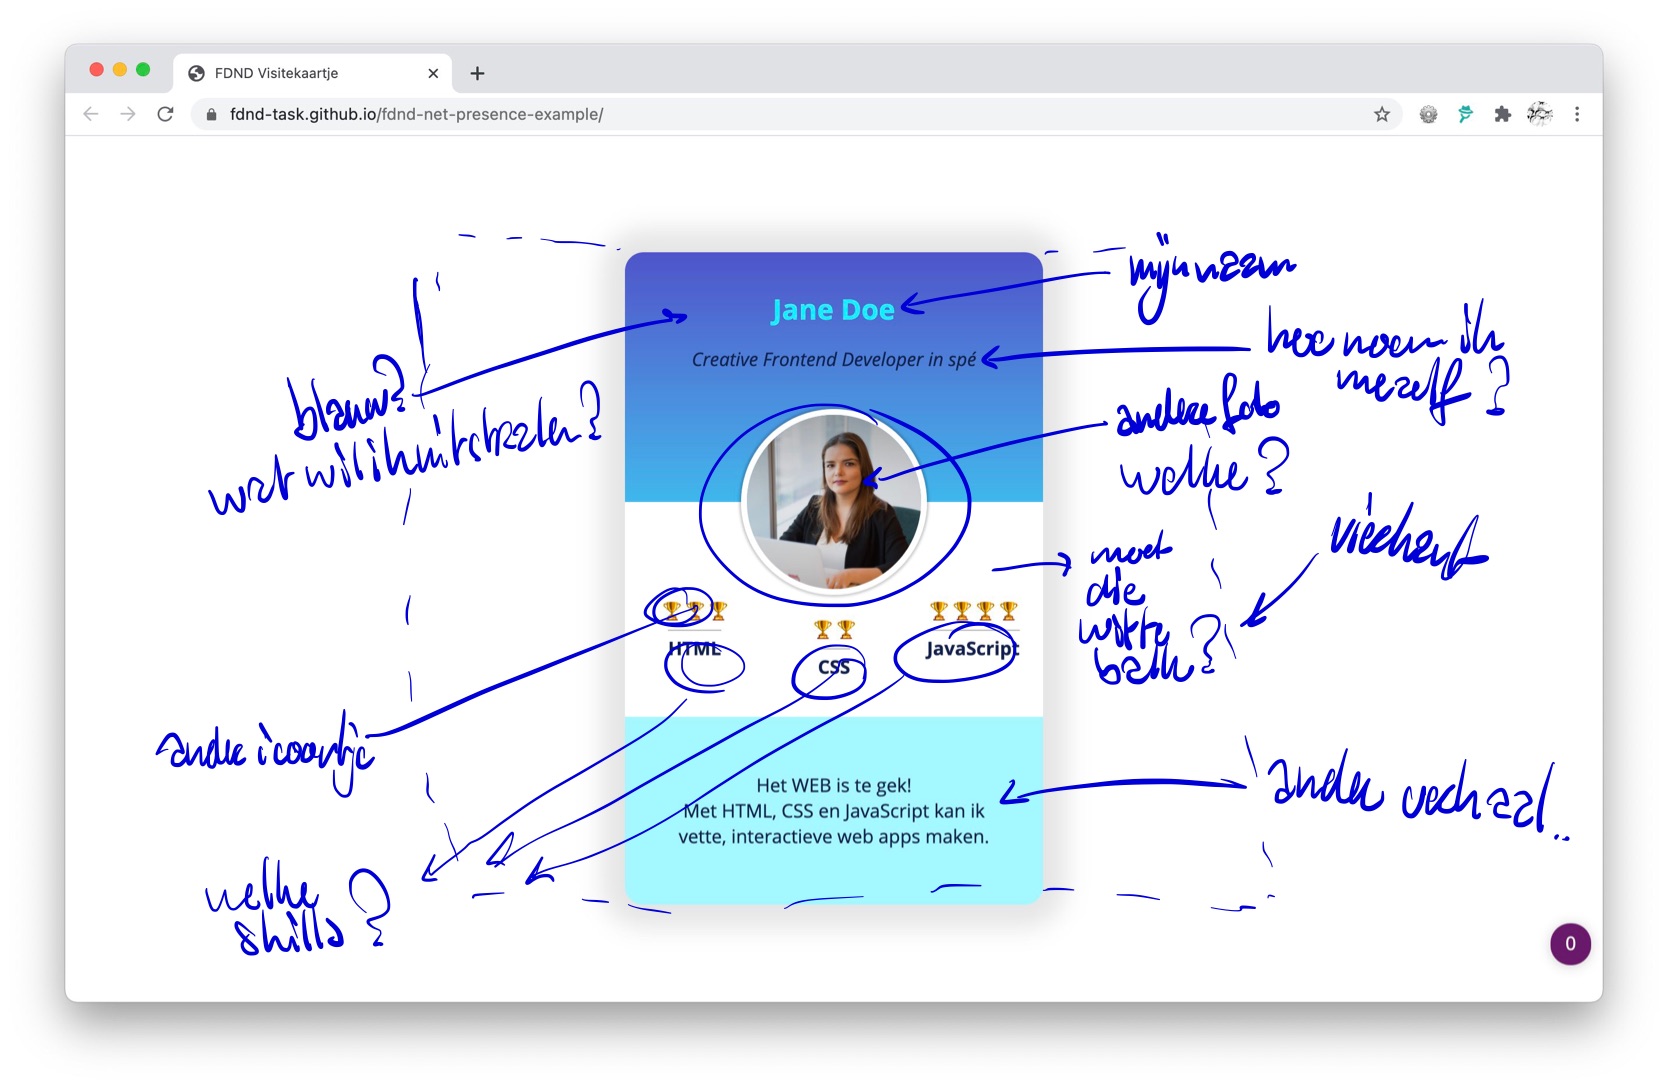 FDND Visitekaartje
fdnd-task.github.io/fdnd-net-presence-example/
mijn naam
Jane Doe
hoe noem ik
mezelf?
Creative Frontend Developer in spé
blauw?
wat wil ik uitstralen?
andere foto
welke?
vierkant
moet
die
witte
balk?
HTML
CSS
JavaScript
ander icoontje
ander verhaal..
Het WEB is te gek!
Met HTML, CSS en JavaScript kan ik
vette, interactieve web apps maken.
welke
skills?
0